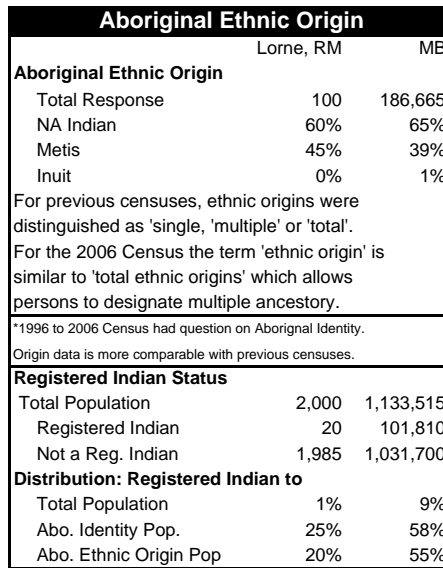 Aboriginal Ethnic Origin
Lorne, RM MB
Aboriginal Ethnic Origin
Total Response 100 186,665
NA Indian 60% 65%
Metis 45% 39%
Inuit 0% 1%
For previous censuses, ethnic origins were
distinguished as 'single, 'multiple' or 'total'.
For the 2006 Census the term 'ethnic origin' is
similar to 'total ethnic origins' which allows
persons to designate multiple ancestory.
*1996 to 2006 Census had question on Aborignal Identity.
Origin data is more comparable with previous censuses.
Registered Indian Status
Total Population 2,000 1,133,515
Registered Indian 20 101,810
Not a Reg. Indian 1,985 1,031,700
Distribution: Registered Indian to
Total Population 1% 9%
Abo. Identity Pop. 25% 58%
Abo. Ethnic Origin Pop 20% 55%